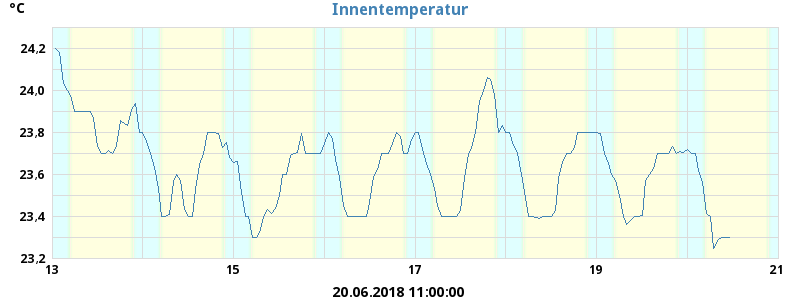 °C
Innentemperatur
24,2
24,0
23,8
23,6
23,4
23,2
13 15 17 19 21
20.06.2018 11:00:00